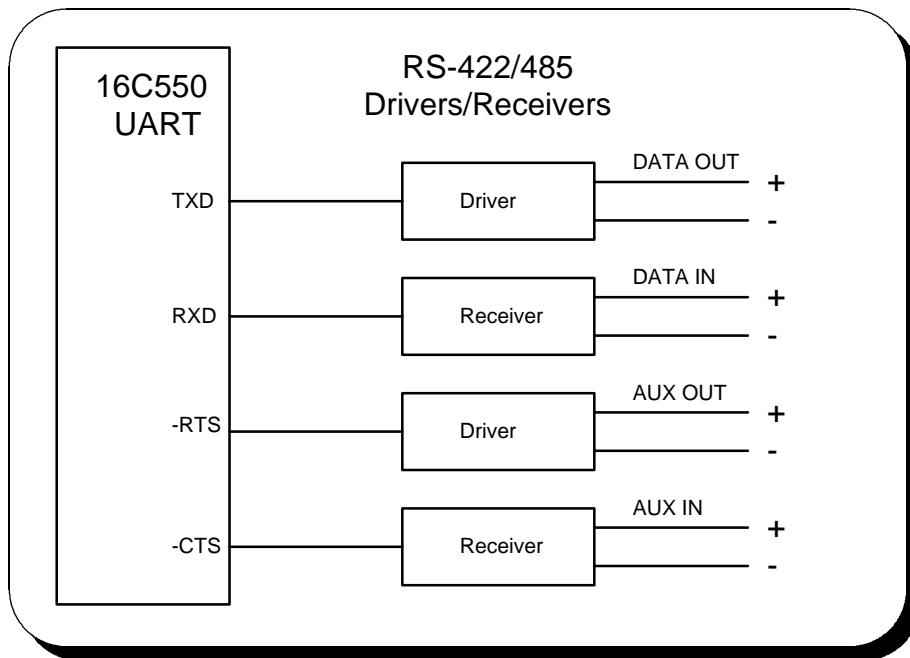 16C550
UART
RS-422/485
Drivers/Receivers
TXD
Driver
DATA OUT
+
-
RXD
Receiver
DATA IN
+
-
-RTS
Driver
AUX OUT
+
-
-CTS
Receiver
AUX IN
+
-